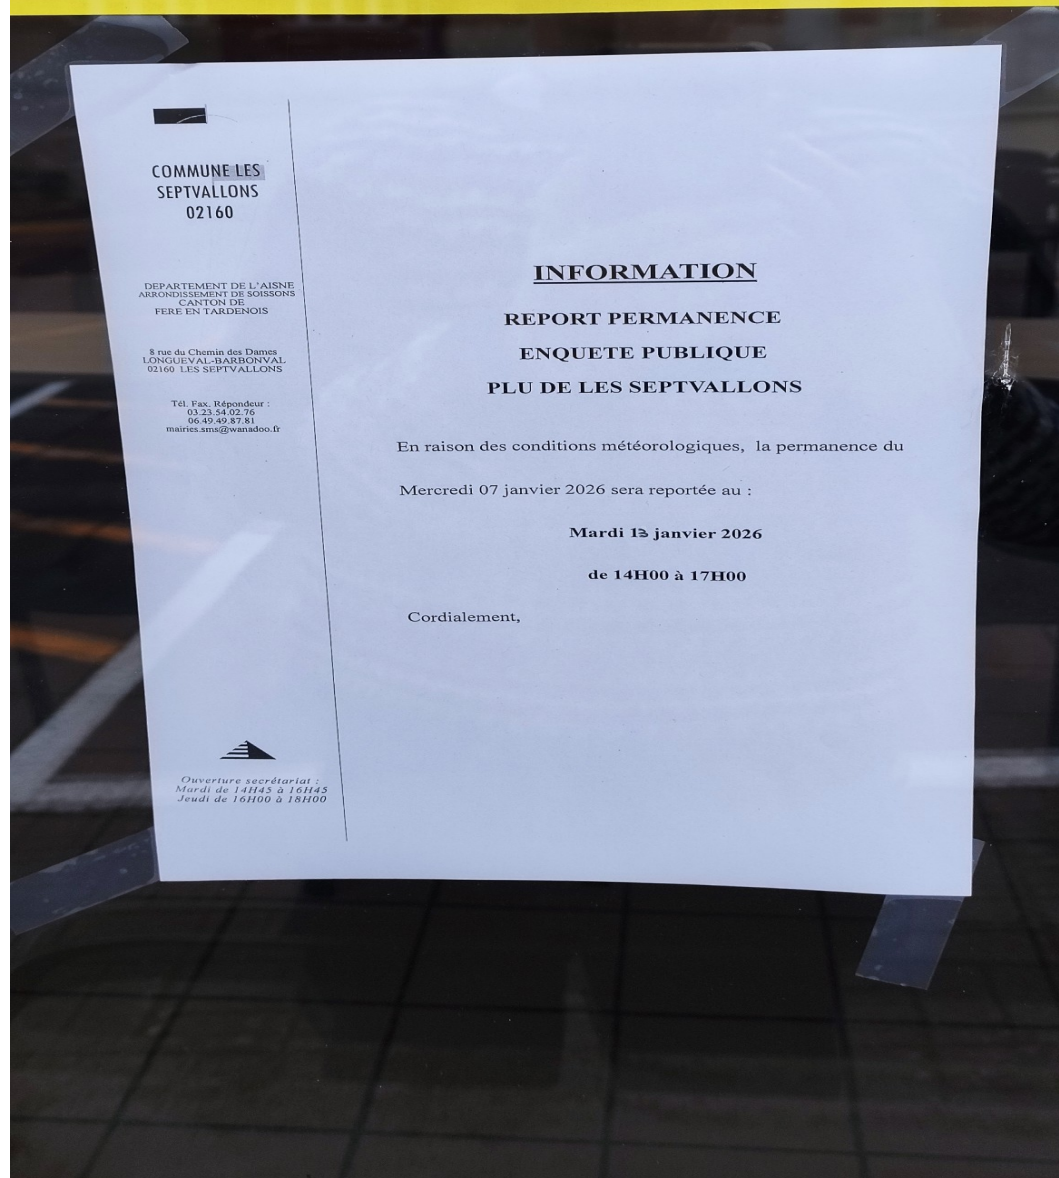 COMMUNE LES
SEPTVALLONS
02160
DEPARTEMENT DE L'AISNE
ARRONDISSEMENT DE SOISSONS
CANTON DE
FERE EN TARDENOIS
8 rue du Chemin des Dames
LONGUEVAL-BARBONVAL
02160 LES SEPTVALLONS
Tél. Fax. Répondeur :
03.23.54.02.76
06.49.49.87.81
mairies.sms@wanadoo.fr
Ouverture secrétariat :
Mardi de 14H45 à 16H45
Jeudi de 16H00 à 18H00
INFORMATION
REPORT PERMANENCE
ENQUETE PUBLIQUE
PLU DE LES SEPTVALLONS
En raison des conditions météorologiques, la permanence du
Mercredi 07 janvier 2026 sera reportée au :
Mardi 13 janvier 2026
de 14H00 à 17H00
Cordialement,